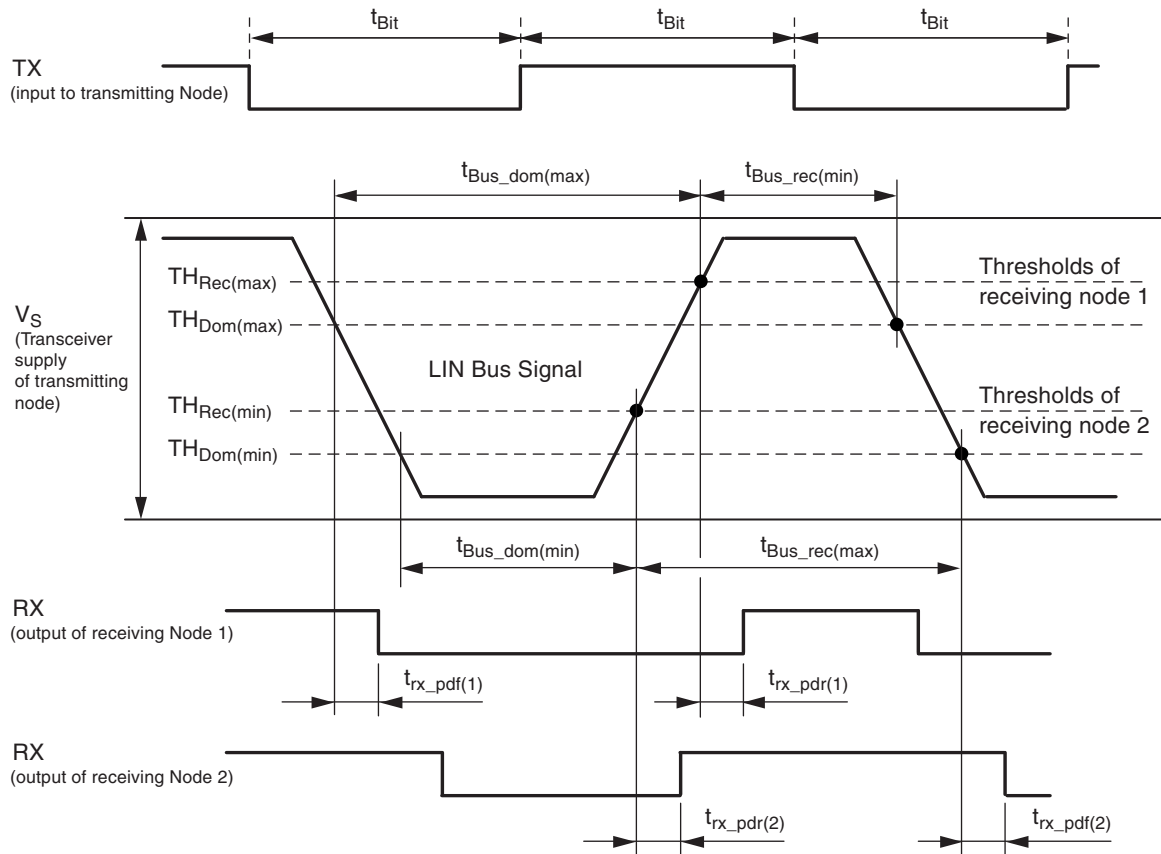 tBit tBit tBit
TX
(input to transmitting Node)
tBus_dom(max) tBus_rec(min)
THRec(max)
THDom(max)
Thresholds of
receiving node 1
VS
(Transceiver
supply
of transmitting
node)
LIN Bus Signal
THRec(min)
THDom(min)
Thresholds of
receiving node 2
tBus_dom(min) tBus_rec(max)
RX
(output of receiving Node 1)
trx_pdf(1) trx_pdr(1)
RX
(output of receiving Node 2)
trx_pdr(2) trx_pdf(2)